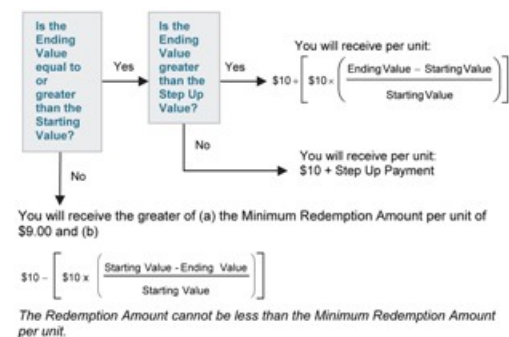 Is the
Ending
Value
equal to
or
greater
than the
Starting
Value?
Yes
Is the
Ending
Value
greater
than the
Step Up
Value?
Yes
You will receive per unit:
$10+[$10×(Ending Value – Starting Value
Starting Value)]
No
You will receive per unit:
$10 + Step Up Payment
No
You will receive the greater of (a) the Minimum Redemption Amount per unit of
$9.00 and (b)
$10 – [$10 x (Starting Value - Ending Value
Starting Value)]
The Redemption Amount cannot be less than the Minimum Redemption Amount
per unit.